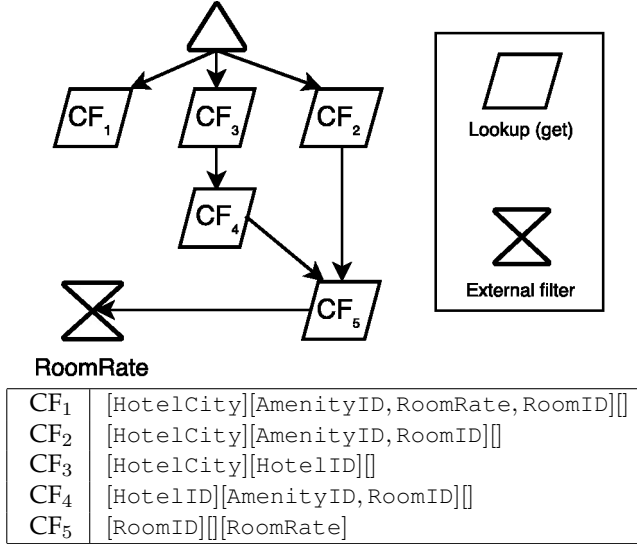 CF₁
CF₃
CF₂
Lookup (get)
CF₄
External filter
CF₅
RoomRate
CF₁ [HotelCity][AmenityID,RoomRate,RoomID][]
CF₂ [HotelCity][AmenityID,RoomID][]
CF₃ [HotelCity][HotelID][]
CF₄ [HotelID][AmenityID,RoomID][]
CF₅ [RoomID][][RoomRate]